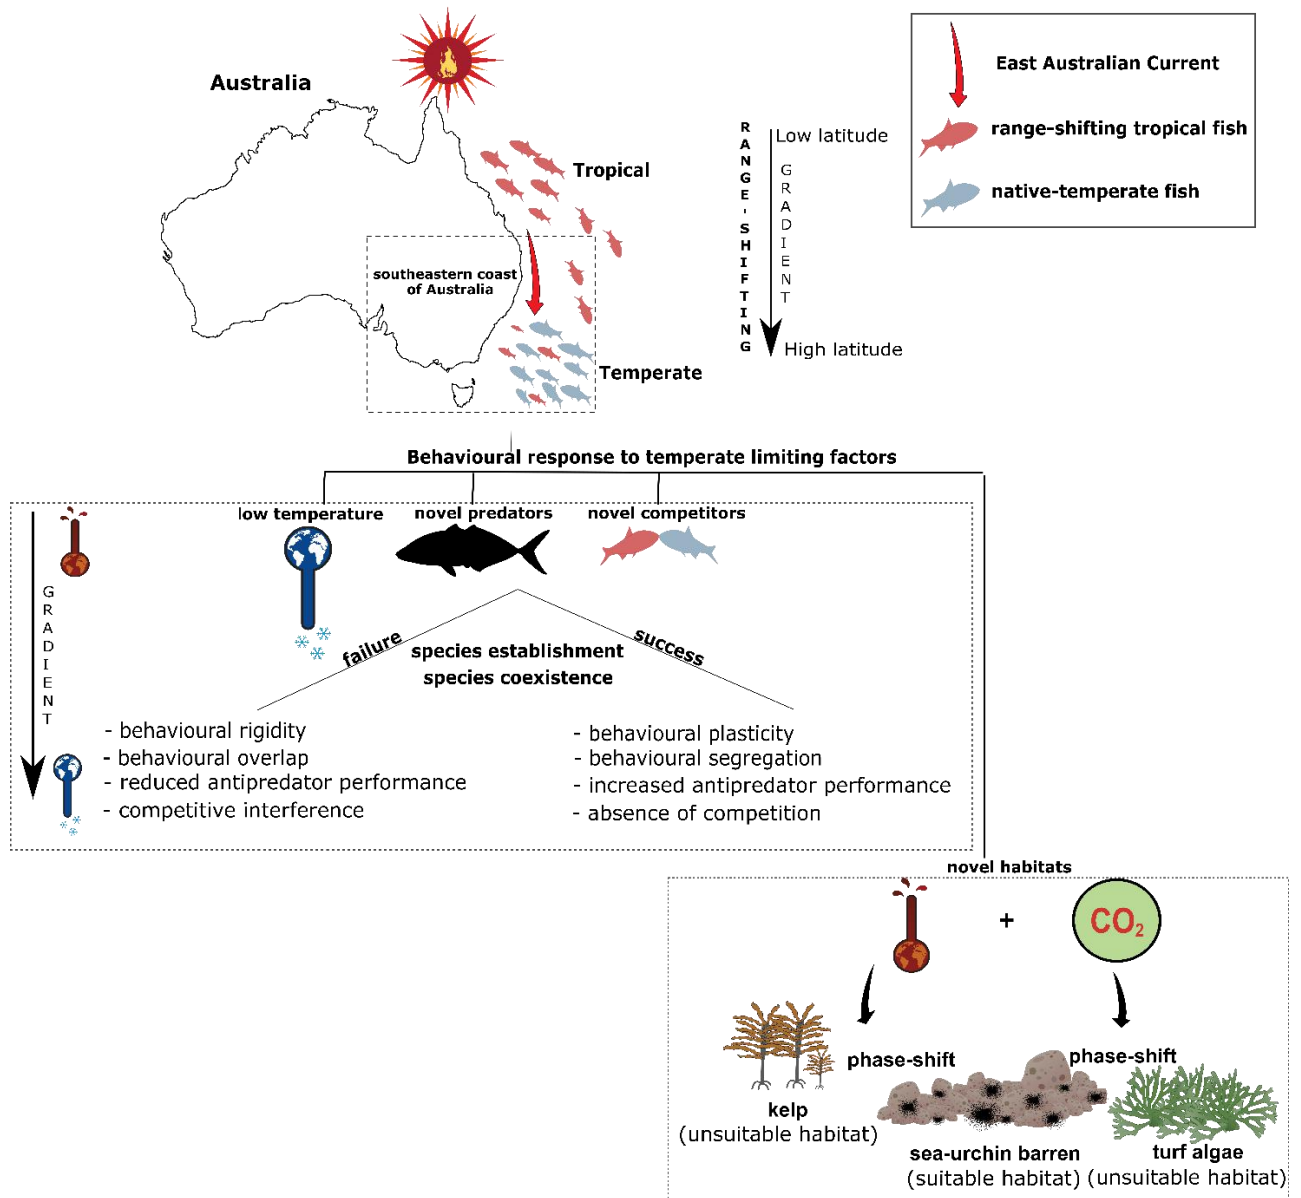 Australia
East Australian Current
range-shifting tropical fish
native-temperate fish
RANGE-SHIFTING
Low latitude
GRADIENT
High latitude
Tropical
southeastern coast
of Australia
Temperate
Behavioural response to temperate limiting factors
low temperature
novel predators
novel competitors
GRADIENT
failure
success
species establishment
species coexistence
- behavioural rigidity
- behavioural overlap
- reduced antipredator performance
- competitive interference
- behavioural plasticity
- behavioural segregation
- increased antipredator performance
- absence of competition
novel habitats
+
CO₂
phase-shift
phase-shift
kelp
(unsuitable habitat)
sea-urchin barren
(suitable habitat)
turf algae
(unsuitable habitat)